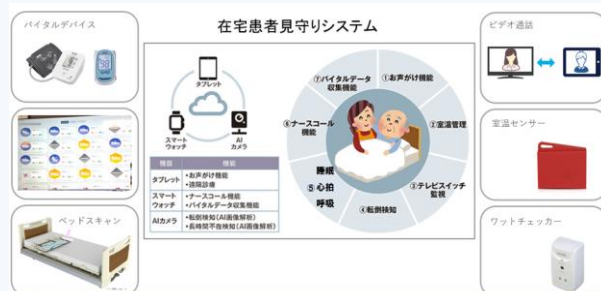 在宅患者見守りシステム
バイタルデバイス
ベッドスキャン
タブレット
スマート
ウォッチ
AI
カメラ
機器
機能
タブレット
•お声がけ機能
•遠隔診療
スマート
ウォッチ
•ナースコール機能
•バイタルデータ収集機能
AIカメラ
•転倒検知(AI画像解析)
•長時間不在検知(AI画像解析)
①お声がけ機能
②室温管理
③テレビスイッチ
監視
④転倒検知
睡眠
⑤ 心拍
呼吸
⑥ナースコール
機能
⑦バイタルデータ
収集機能
ビデオ通話
室温センサー
ワットチェッカー